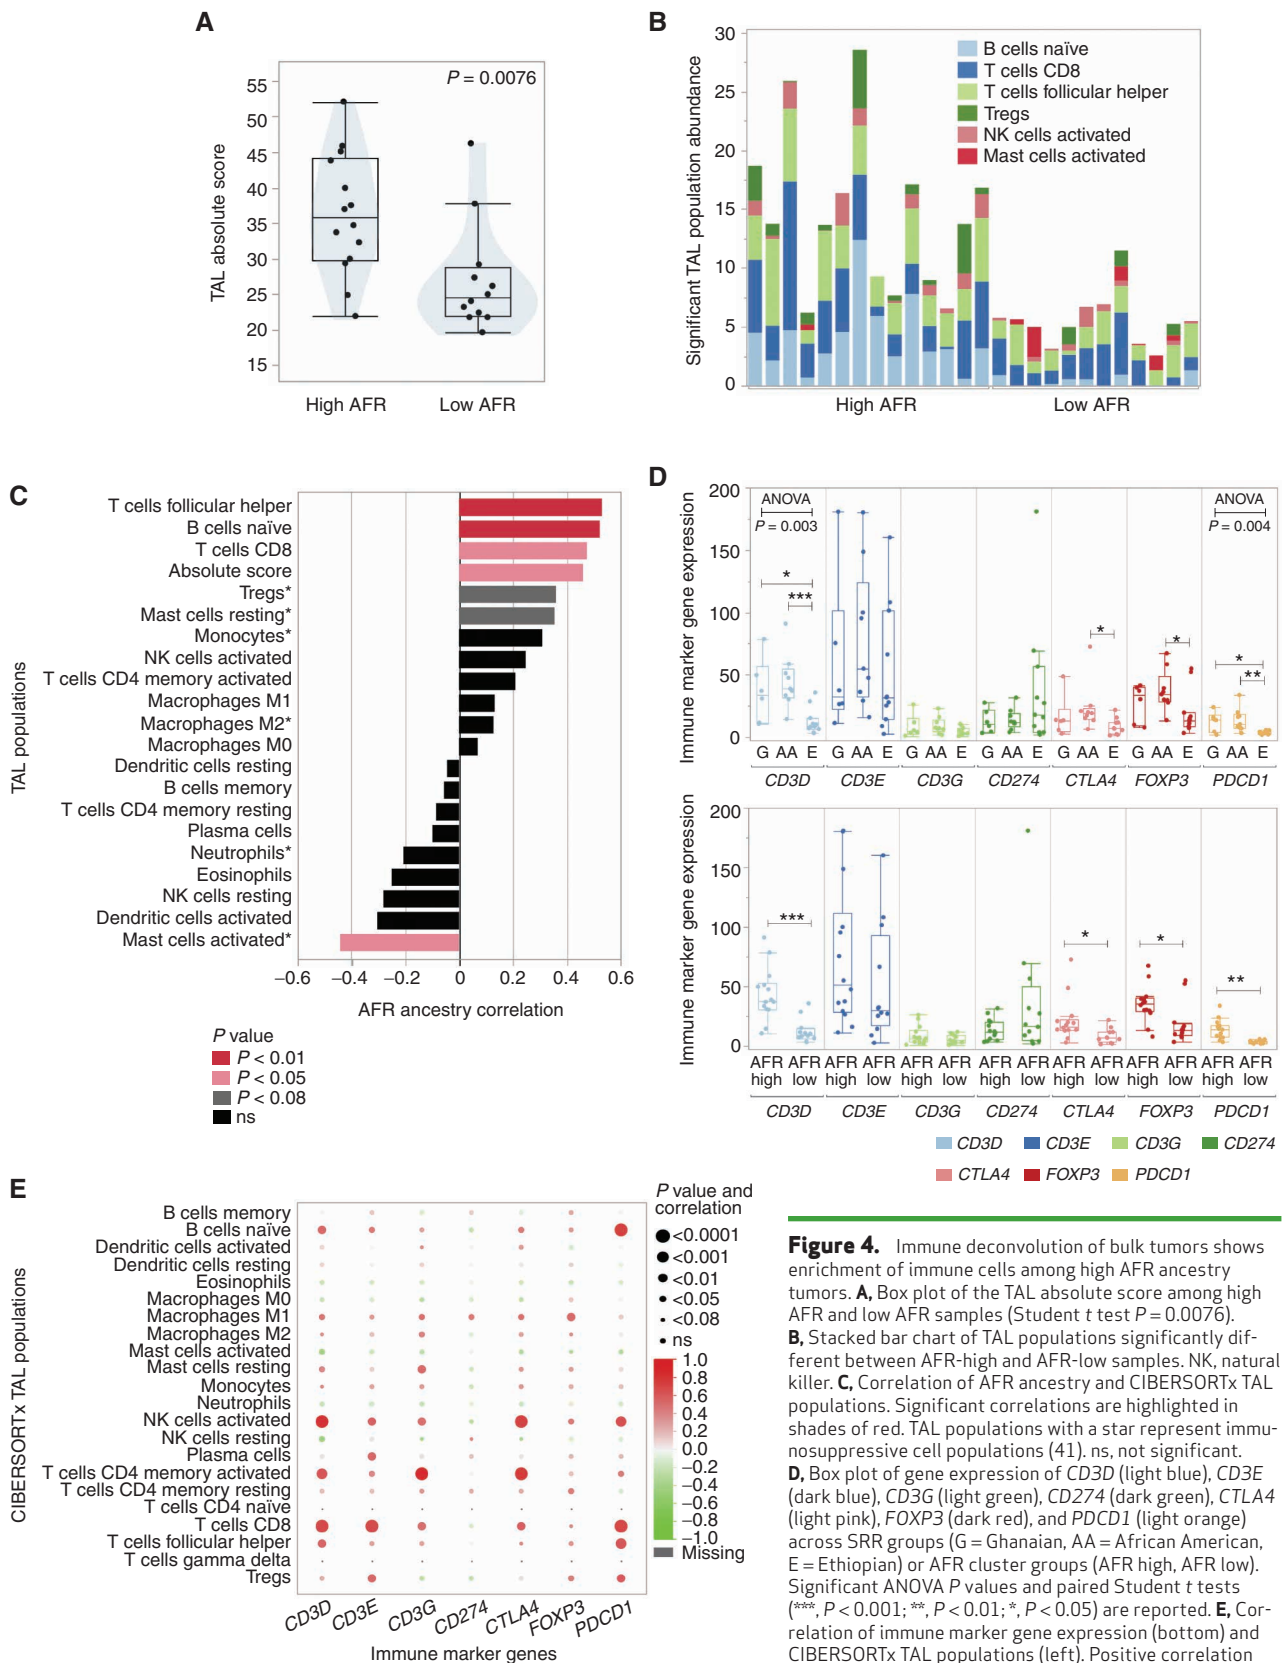 A
P = 0.0076
TAL absolute score
55
50
45
40
35
30
25
20
15
High AFR
Low AFR
B
Significant TAL population abundance
30
25
20
15
10
5
0
B cells naïve
T cells CD8
T cells follicular helper
Tregs
NK cells activated
Mast cells activated
High AFR
Low AFR
C
TAL populations
T cells follicular helper
B cells naïve
T cells CD8
Absolute score
Tregs*
Mast cells resting*
Monocytes*
NK cells activated
T cells CD4 memory activated
Macrophages M1
Macrophages M2*
Macrophages M0
Dendritic cells resting
B cells memory
T cells CD4 memory resting
Plasma cells
Neutrophils*
Eosinophils
NK cells resting
Dendritic cells activated
Mast cells activated*
−0.6 −0.4 −0.2 0 0.2 0.4 0.6
AFR ancestry correlation
P value
P < 0.01
P < 0.05
P < 0.08
ns
D
Immune marker gene expression
200
150
100
50
0
ANOVA
P = 0.003
ANOVA
P = 0.004
*
***
*
*
*
**
G AA E G AA E G AA E G AA E G AA E G AA E G AA E
CD3D CD3E CD3G CD274 CTLA4 FOXP3 PDCD1
Immune marker gene expression
200
150
100
50
0
***
*
*
**
AFR AFR AFR AFR AFR AFR AFR AFR AFR AFR AFR AFR AFR AFR
high low high low high low high low high low high low high low
CD3D CD3E CD3G CD274 CTLA4 FOXP3 PDCD1
CD3D CD3E CD3G CD274
CTLA4 FOXP3 PDCD1
E
CIBERSORTx TAL populations
B cells memory
B cells naïve
Dendritic cells activated
Dendritic cells resting
Eosinophils
Macrophages M0
Macrophages M1
Macrophages M2
Mast cells activated
Mast cells resting
Monocytes
Neutrophils
NK cells activated
NK cells resting
Plasma cells
T cells CD4 memory activated
T cells CD4 memory resting
T cells CD4 naïve
T cells CD8
T cells follicular helper
T cells gamma delta
Tregs
CD3D CD3E CD3G CD274 CTLA4 FOXP3 PDCD1
Immune marker genes
P value and
correlation
<0.0001
<0.001
<0.01
<0.05
<0.08
ns
1.0
0.8
0.6
0.4
0.2
0.0
−0.2
−0.4
−0.6
−0.8
−1.0
Missing
Figure 4. Immune deconvolution of bulk tumors shows
enrichment of immune cells among high AFR ancestry
tumors. A, Box plot of the TAL absolute score among high
AFR and low AFR samples (Student t test P = 0.0076).
B, Stacked bar chart of TAL populations significantly dif-
ferent between AFR-high and AFR-low samples. NK, natural
killer. C, Correlation of AFR ancestry and CIBERSORTx TAL
populations. Significant correlations are highlighted in
shades of red. TAL populations with a star represent immu-
nosuppressive cell populations (41). ns, not significant.
D, Box plot of gene expression of CD3D (light blue), CD3E
(dark blue), CD3G (light green), CD274 (dark green), CTLA4
(light pink), FOXP3 (dark red), and PDCD1 (light orange)
across SRR groups (G = Ghanaian, AA = African American,
E = Ethiopian) or AFR cluster groups (AFR high, AFR low).
Significant ANOVA P values and paired Student t tests
(***, P < 0.001; **, P < 0.01; *, P < 0.05) are reported. E, Cor-
relation of immune marker gene expression (bottom) and
CIBERSORTx TAL populations (left). Positive correlation